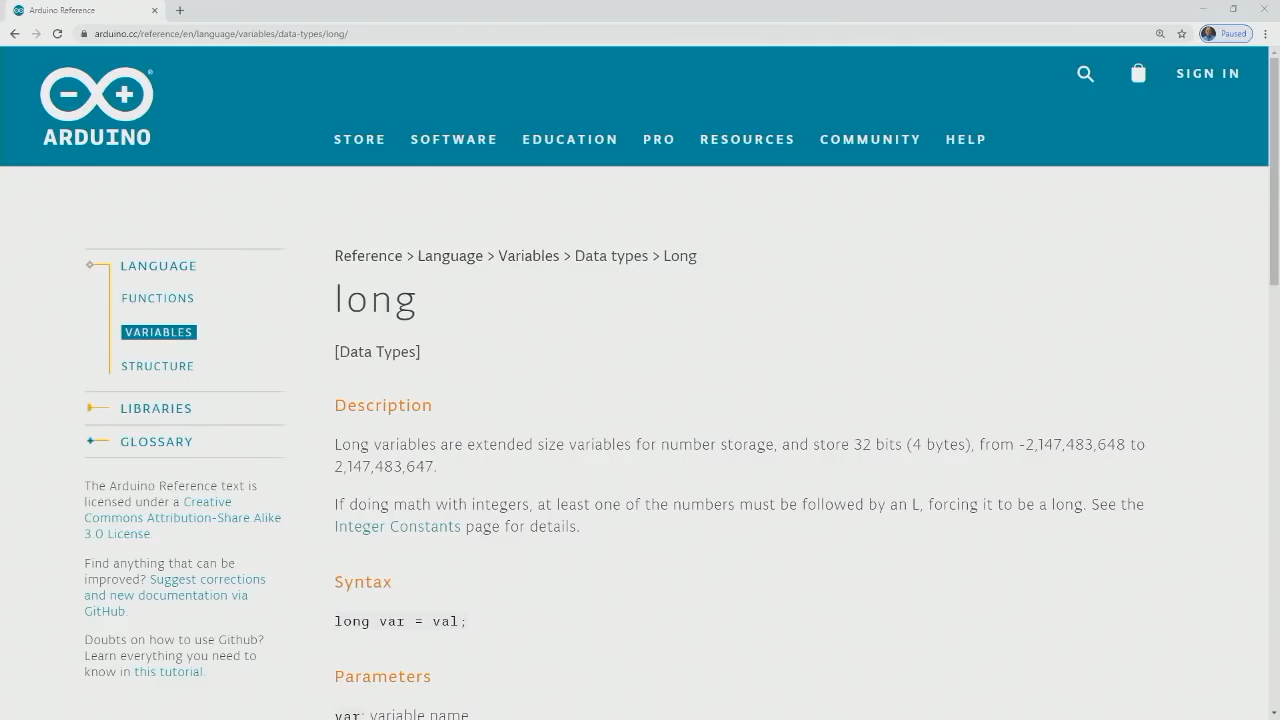 Arduino Reference
arduino.cc/reference/en/language/variables/data-types/long/
Paused
SIGN IN
ARDUINO
STORE SOFTWARE EDUCATION PRO RESOURCES COMMUNITY HELP
LANGUAGE
FUNCTIONS
VARIABLES
STRUCTURE
LIBRARIES
GLOSSARY
The Arduino Reference text is
licensed under a Creative
Commons Attribution-Share Alike
3.0 License.
Find anything that can be
improved? Suggest corrections
and new documentation via
GitHub.
Doubts on how to use Github?
Learn everything you need to
know in this tutorial.
Reference > Language > Variables > Data types > Long
long
[Data Types]
Description
Long variables are extended size variables for number storage, and store 32 bits (4 bytes), from -2,147,483,648 to
2,147,483,647.
If doing math with integers, at least one of the numbers must be followed by an L, forcing it to be a long. See the
Integer Constants page for details.
Syntax
long var = val;
Parameters
var: variable name